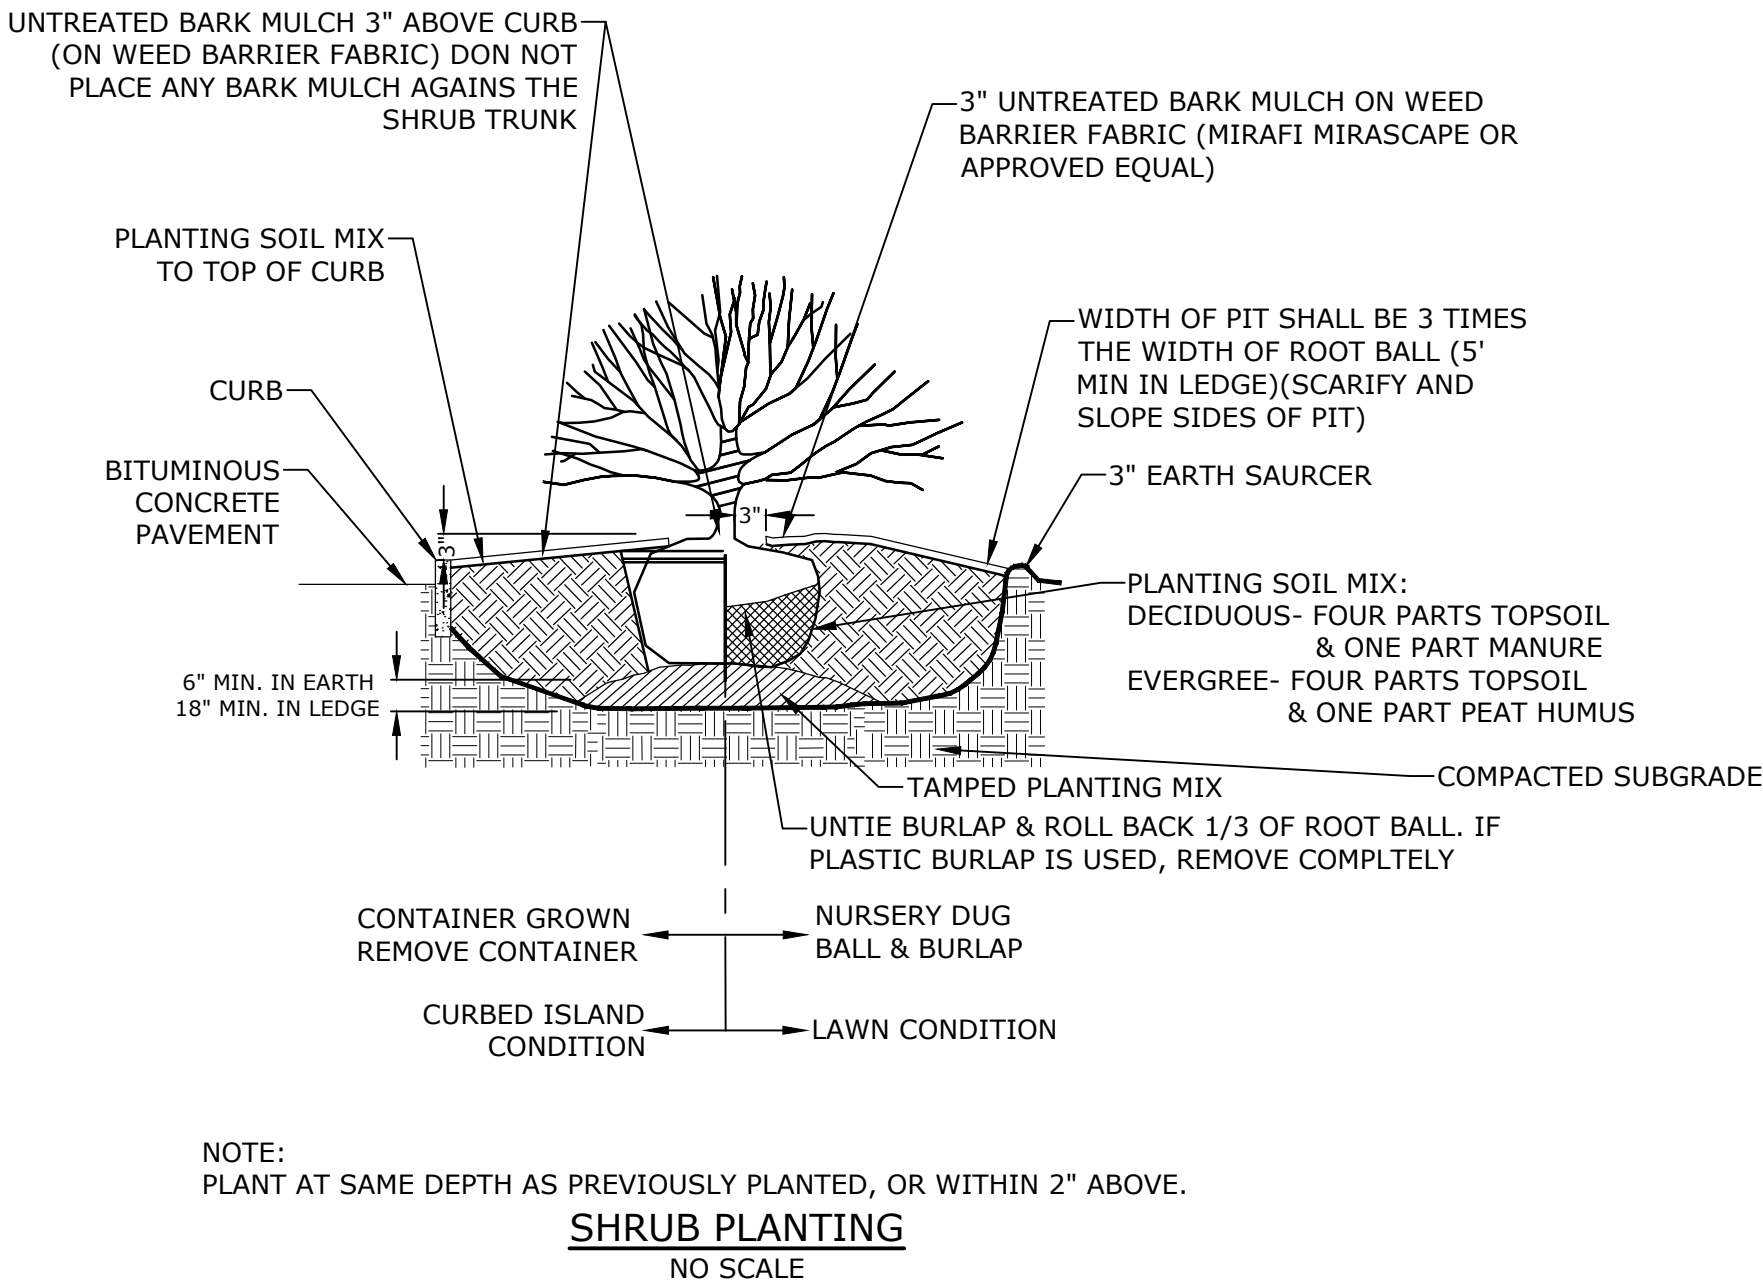 UNTREATED BARK MULCH 3" ABOVE CURB
(ON WEED BARRIER FABRIC) DON NOT
PLACE ANY BARK MULCH AGAINS THE
SHRUB TRUNK
3" UNTREATED BARK MULCH ON WEED
BARRIER FABRIC (MIRAFI MIRASCAPE OR
APPROVED EQUAL)
PLANTING SOIL MIX
TO TOP OF CURB
WIDTH OF PIT SHALL BE 3 TIMES
THE WIDTH OF ROOT BALL (5'
MIN IN LEDGE)(SCARIFY AND
SLOPE SIDES OF PIT)
CURB
BITUMINOUS
CONCRETE
PAVEMENT
3" EARTH SAURCER
3"
3"
PLANTING SOIL MIX:
DECIDUOUS- FOUR PARTS TOPSOIL
& ONE PART MANURE
EVERGREE- FOUR PARTS TOPSOIL
& ONE PART PEAT HUMUS
6" MIN. IN EARTH
18" MIN. IN LEDGE
COMPACTED SUBGRADE
TAMPED PLANTING MIX
UNTIE BURLAP & ROLL BACK 1/3 OF ROOT BALL. IF
PLASTIC BURLAP IS USED, REMOVE COMPLTELY
CONTAINER GROWN
REMOVE CONTAINER
NURSERY DUG
BALL & BURLAP
CURBED ISLAND
CONDITION
LAWN CONDITION
NOTE:
PLANT AT SAME DEPTH AS PREVIOUSLY PLANTED, OR WITHIN 2" ABOVE.
SHRUB PLANTING
NO SCALE